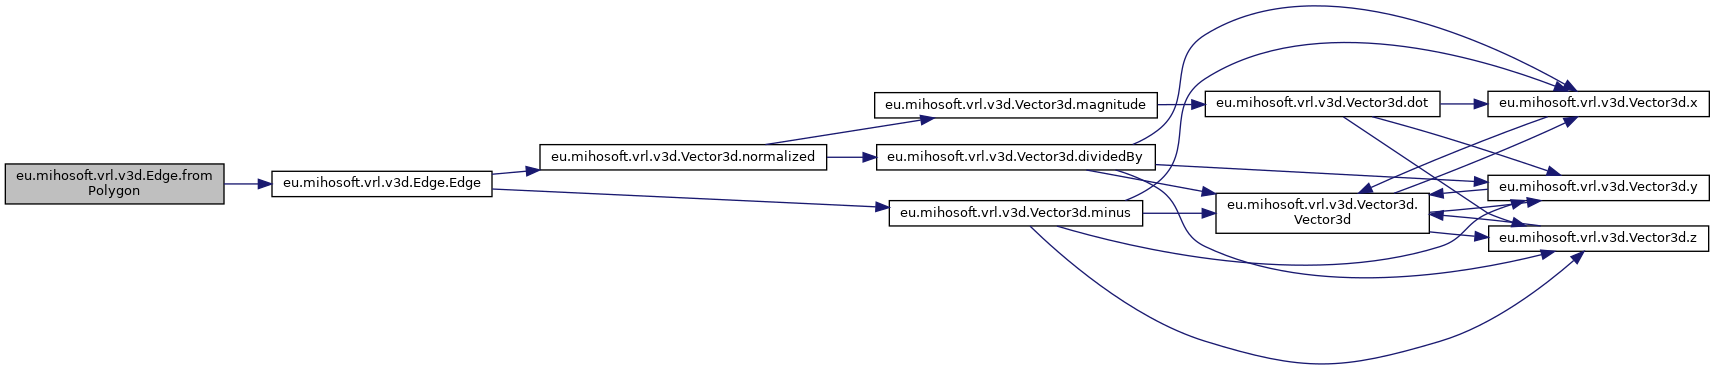 eu.mihosoft.vrl.v3d.Edge.from
Polygon
eu.mihosoft.vrl.v3d.Edge.Edge
eu.mihosoft.vrl.v3d.Vector3d.normalized
eu.mihosoft.vrl.v3d.Vector3d.magnitude
eu.mihosoft.vrl.v3d.Vector3d.dividedBy
eu.mihosoft.vrl.v3d.Vector3d.minus
eu.mihosoft.vrl.v3d.Vector3d.dot
eu.mihosoft.vrl.v3d.Vector3d.
Vector3d
eu.mihosoft.vrl.v3d.Vector3d.x
eu.mihosoft.vrl.v3d.Vector3d.y
eu.mihosoft.vrl.v3d.Vector3d.z